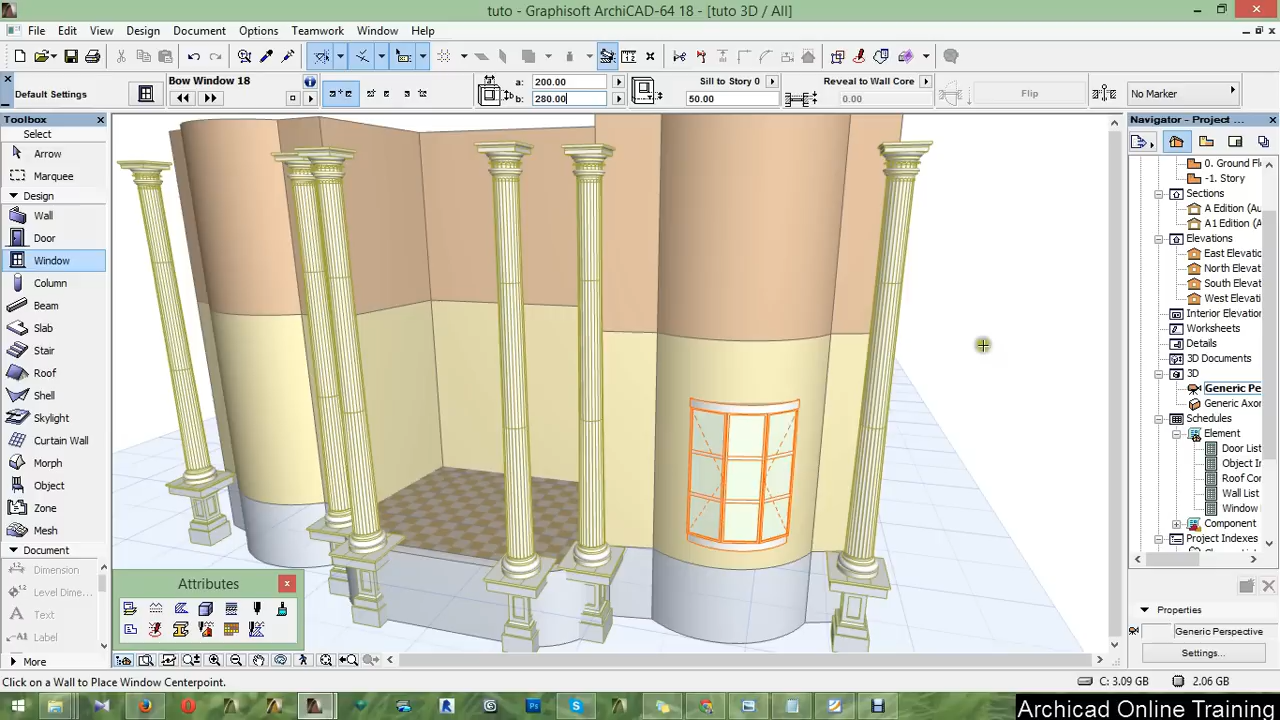 tuto - Graphisoft ArchiCAD-64 18 - [tuto 3D / All]
File Edit View Design Document Options Teamwork Window Help
Default Settings
Bow Window 18
a: 200.00
b: 280.00
Sill to Story 0
50.00
Reveal to Wall Core
0.00
Flip
No Marker
Toolbox
Select
Arrow
Marquee
Design
Wall
Door
Window
Column
Beam
Slab
Stair
Roof
Shell
Skylight
Curtain Wall
Morph
Object
Zone
Mesh
Document
Dimension
Level Dime...
Text
Label
More
Attributes
Navigator - Project ...
0. Ground Fl
-1. Story
Sections
A Edition (Au
A1 Edition (A
Elevations
East Elevatio
North Elevat
South Elevat
West Elevati
Interior Elevation
Worksheets
Details
3D Documents
3D
Generic Pe
Generic Axon
Schedules
Element
Door List
Object In
Roof Cor
Wall List
Window
Component
Project Indexes
Properties
Generic Perspective
Settings...
Click on a Wall to Place Window Centerpoint.
C: 3.09 GB
2.06 GB
Archicad Online Training